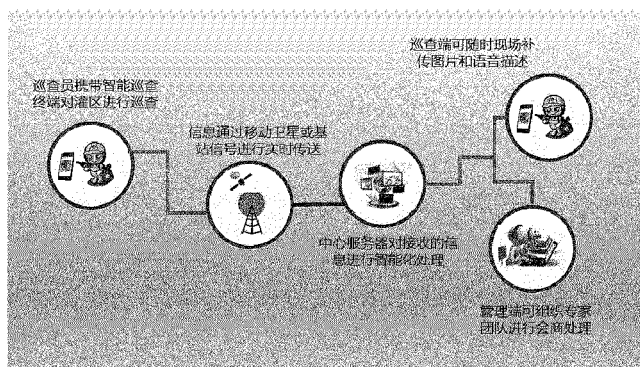 巡查员携带智能巡查
终端对灌区进行巡查
信息通过移动卫星或基
站信号进行实时传送
中心服务器对接收的信
息进行智能化处理
巡查端可随时现场补
传图片和语音描述
管理端可组织专家
团队进行会商处理